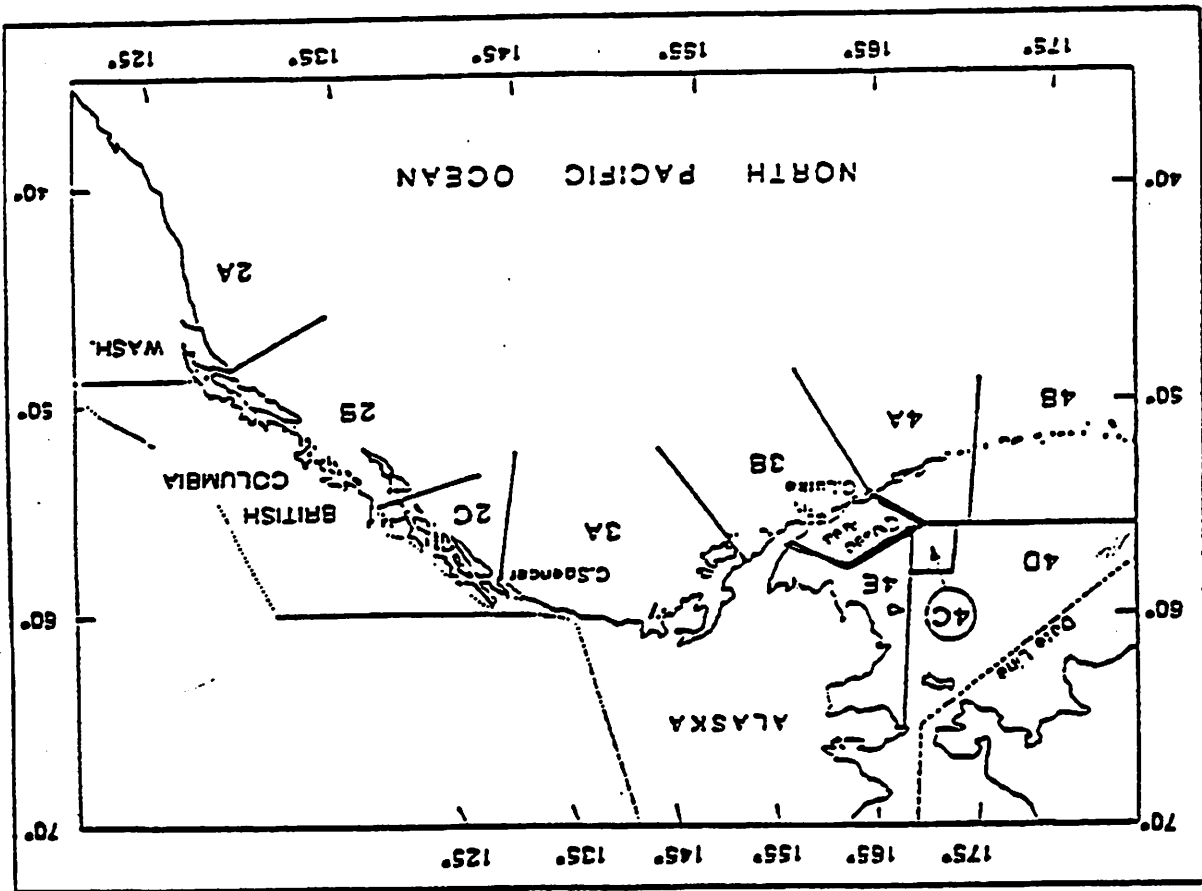 175° 165° 155° 145° 135° 125°
70° 70°
ALASKA
Date Line
60° 60°
4C
4E
4D
C.Spencer
3A
2C
BRITISH
COLUMBIA
3B
4A
4B
2B
50° 50°
WASH.
2A
40° 40°
NORTH PACIFIC OCEAN
175° 165° 155° 145° 135° 125°